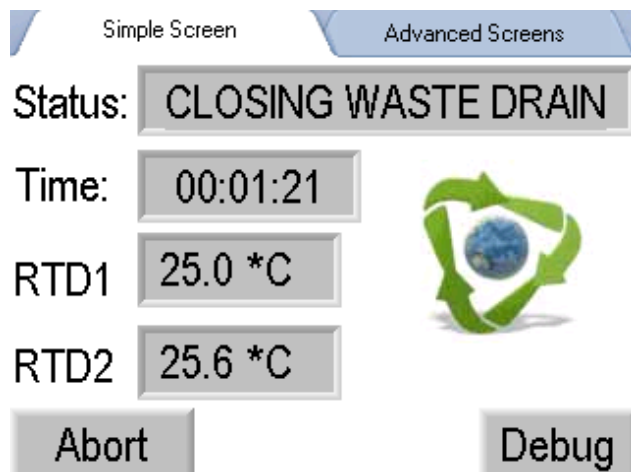 Simple Screen
Advanced Screens
Status: CLOSING WASTE DRAIN
Time: 00:01:21
RTD1 25.0 *C
RTD2 25.6 *C
Abort
Debug